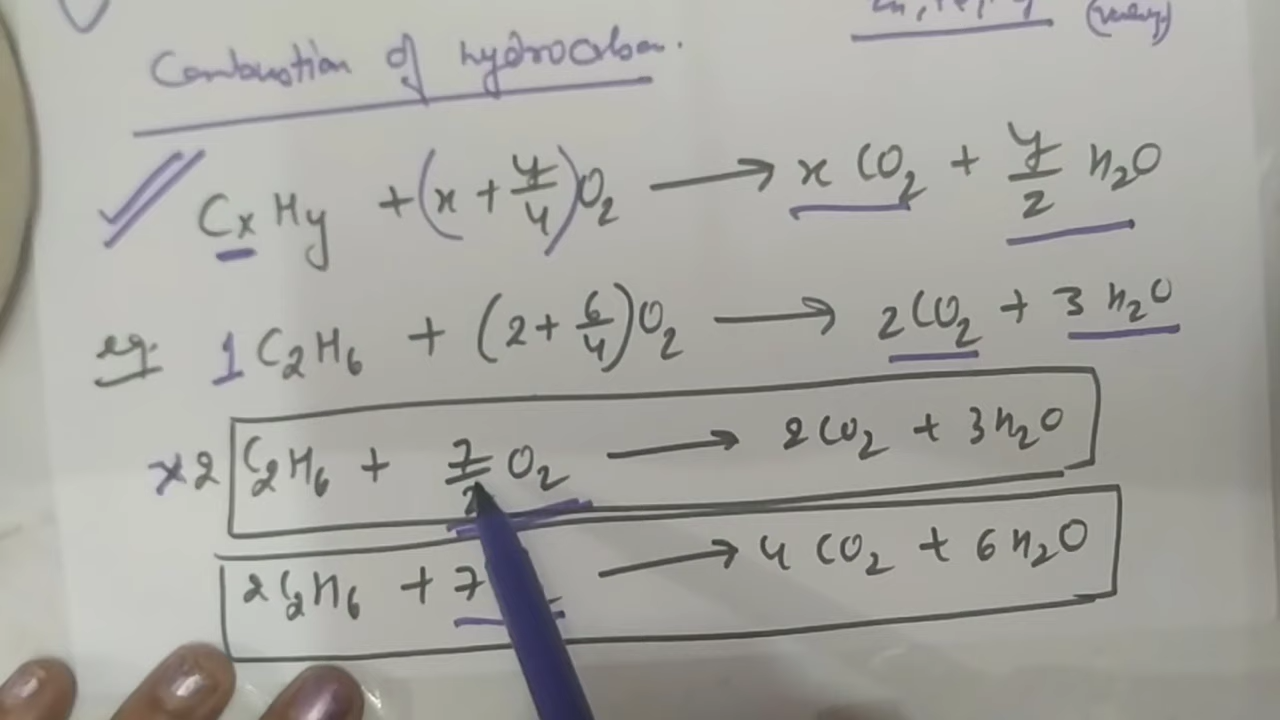 Combustion of hydrocarbon.
CxHy + (x + y/4)O₂ → x CO₂ + y/2 H₂O
eg. 1 C₂H₆ + (2 + 6/4)O₂ → 2CO₂ + 3 H₂O
×2 C₂H₆ + 7/2 O₂ → 2CO₂ + 3H₂O
2C₂H₆ + 7 → 4 CO₂ + 6 H₂O